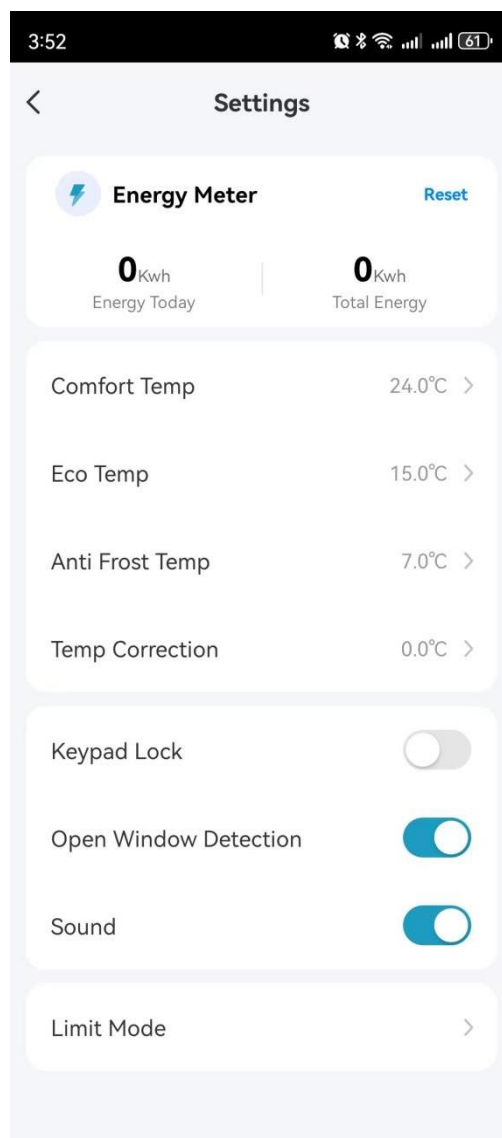 3:52 61
Settings
Energy Meter Reset
0Kwh 0Kwh
Energy Today Total Energy
Comfort Temp 24.0°C
Eco Temp 15.0°C
Anti Frost Temp 7.0°C
Temp Correction 0.0°C
Keypad Lock
Open Window Detection
Sound
Limit Mode